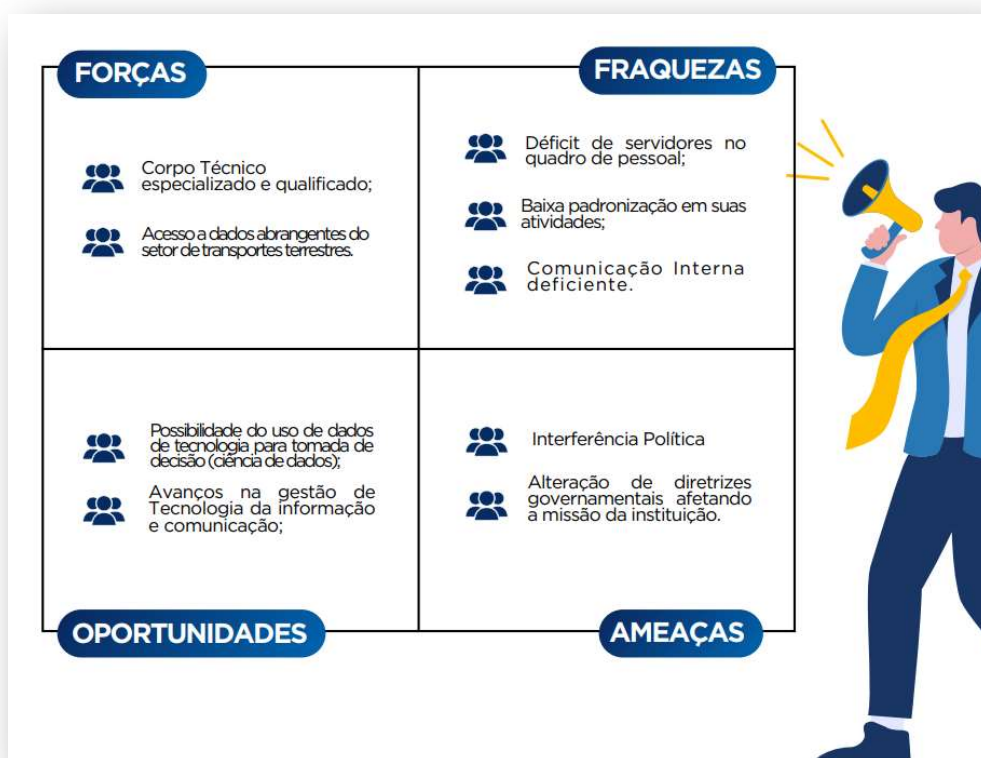 FORÇAS
Corpo Técnico
especializado e qualificado;
Acesso a dados abrangentes do
setor de transportes terrestres.
FRAQUEZAS
Déficit de servidores no
quadro de pessoal;
Baixa padronização em suas
atividades;
Comunicação Interna
deficiente.
Possibilidade do uso de dados
de tecnologia para tomada de
decisão (ciência de dados);
Avanços na gestão de
Tecnologia da informação
e comunicação;
OPORTUNIDADES
Interferência Política
Alteração de diretrizes
governamentais afetando
a missão da instituição.
AMEAÇAS